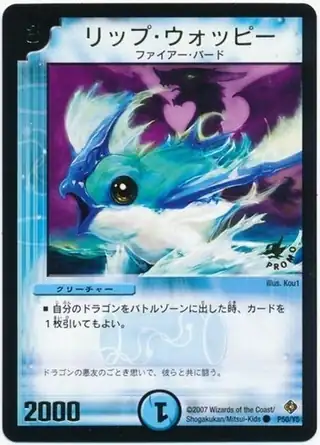 リップ・ウォッピー
ファイアー・バード
PROMO
illus. Kou1
クリーチャー
■ 自分のドラゴンをバトルゾーンに出した時、カードを
1枚引いてもよい。
ドラゴンの悪友のごとき思いで、彼らと共に闘う。
2000
1
©2007 Wizards of the Coast/
Shogakukan/Mitsui-Kids
P50/Y5